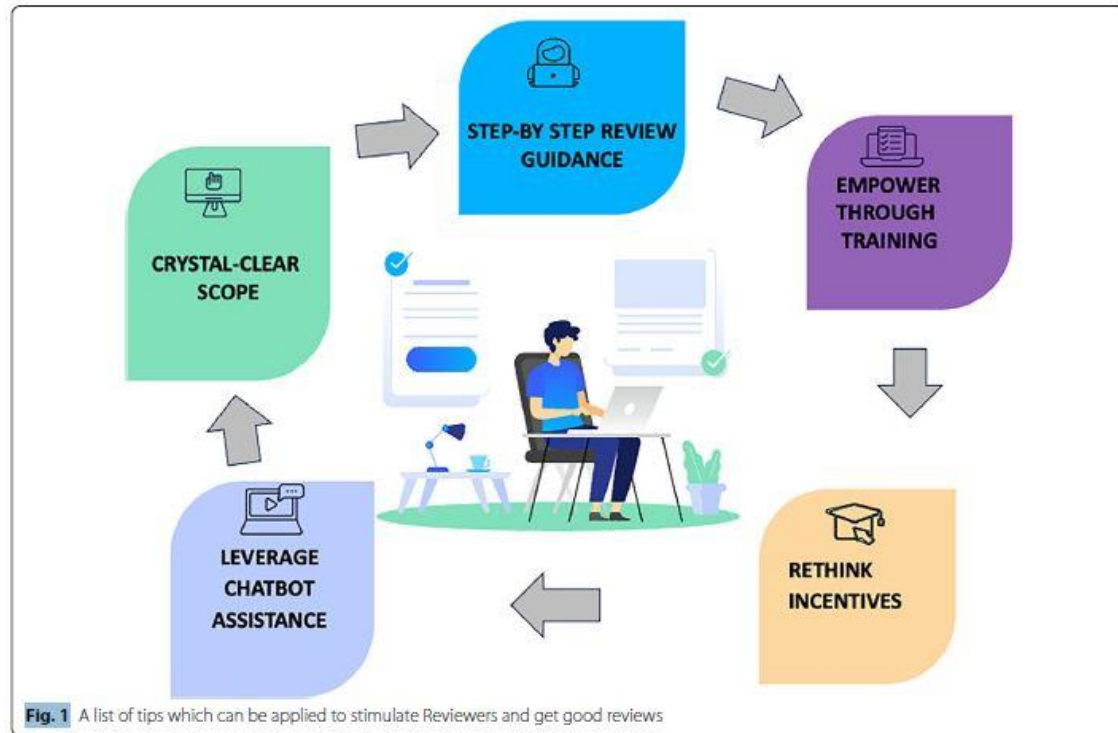 STEP-BY STEP REVIEW
GUIDANCE
EMPOWER
THROUGH
TRAINING
RETHINK
INCENTIVES
LEVERAGE
CHATBOT
ASSISTANCE
CRYSTAL-CLEAR
SCOPE
Fig. 1 A list of tips which can be applied to stimulate Reviewers and get good reviews